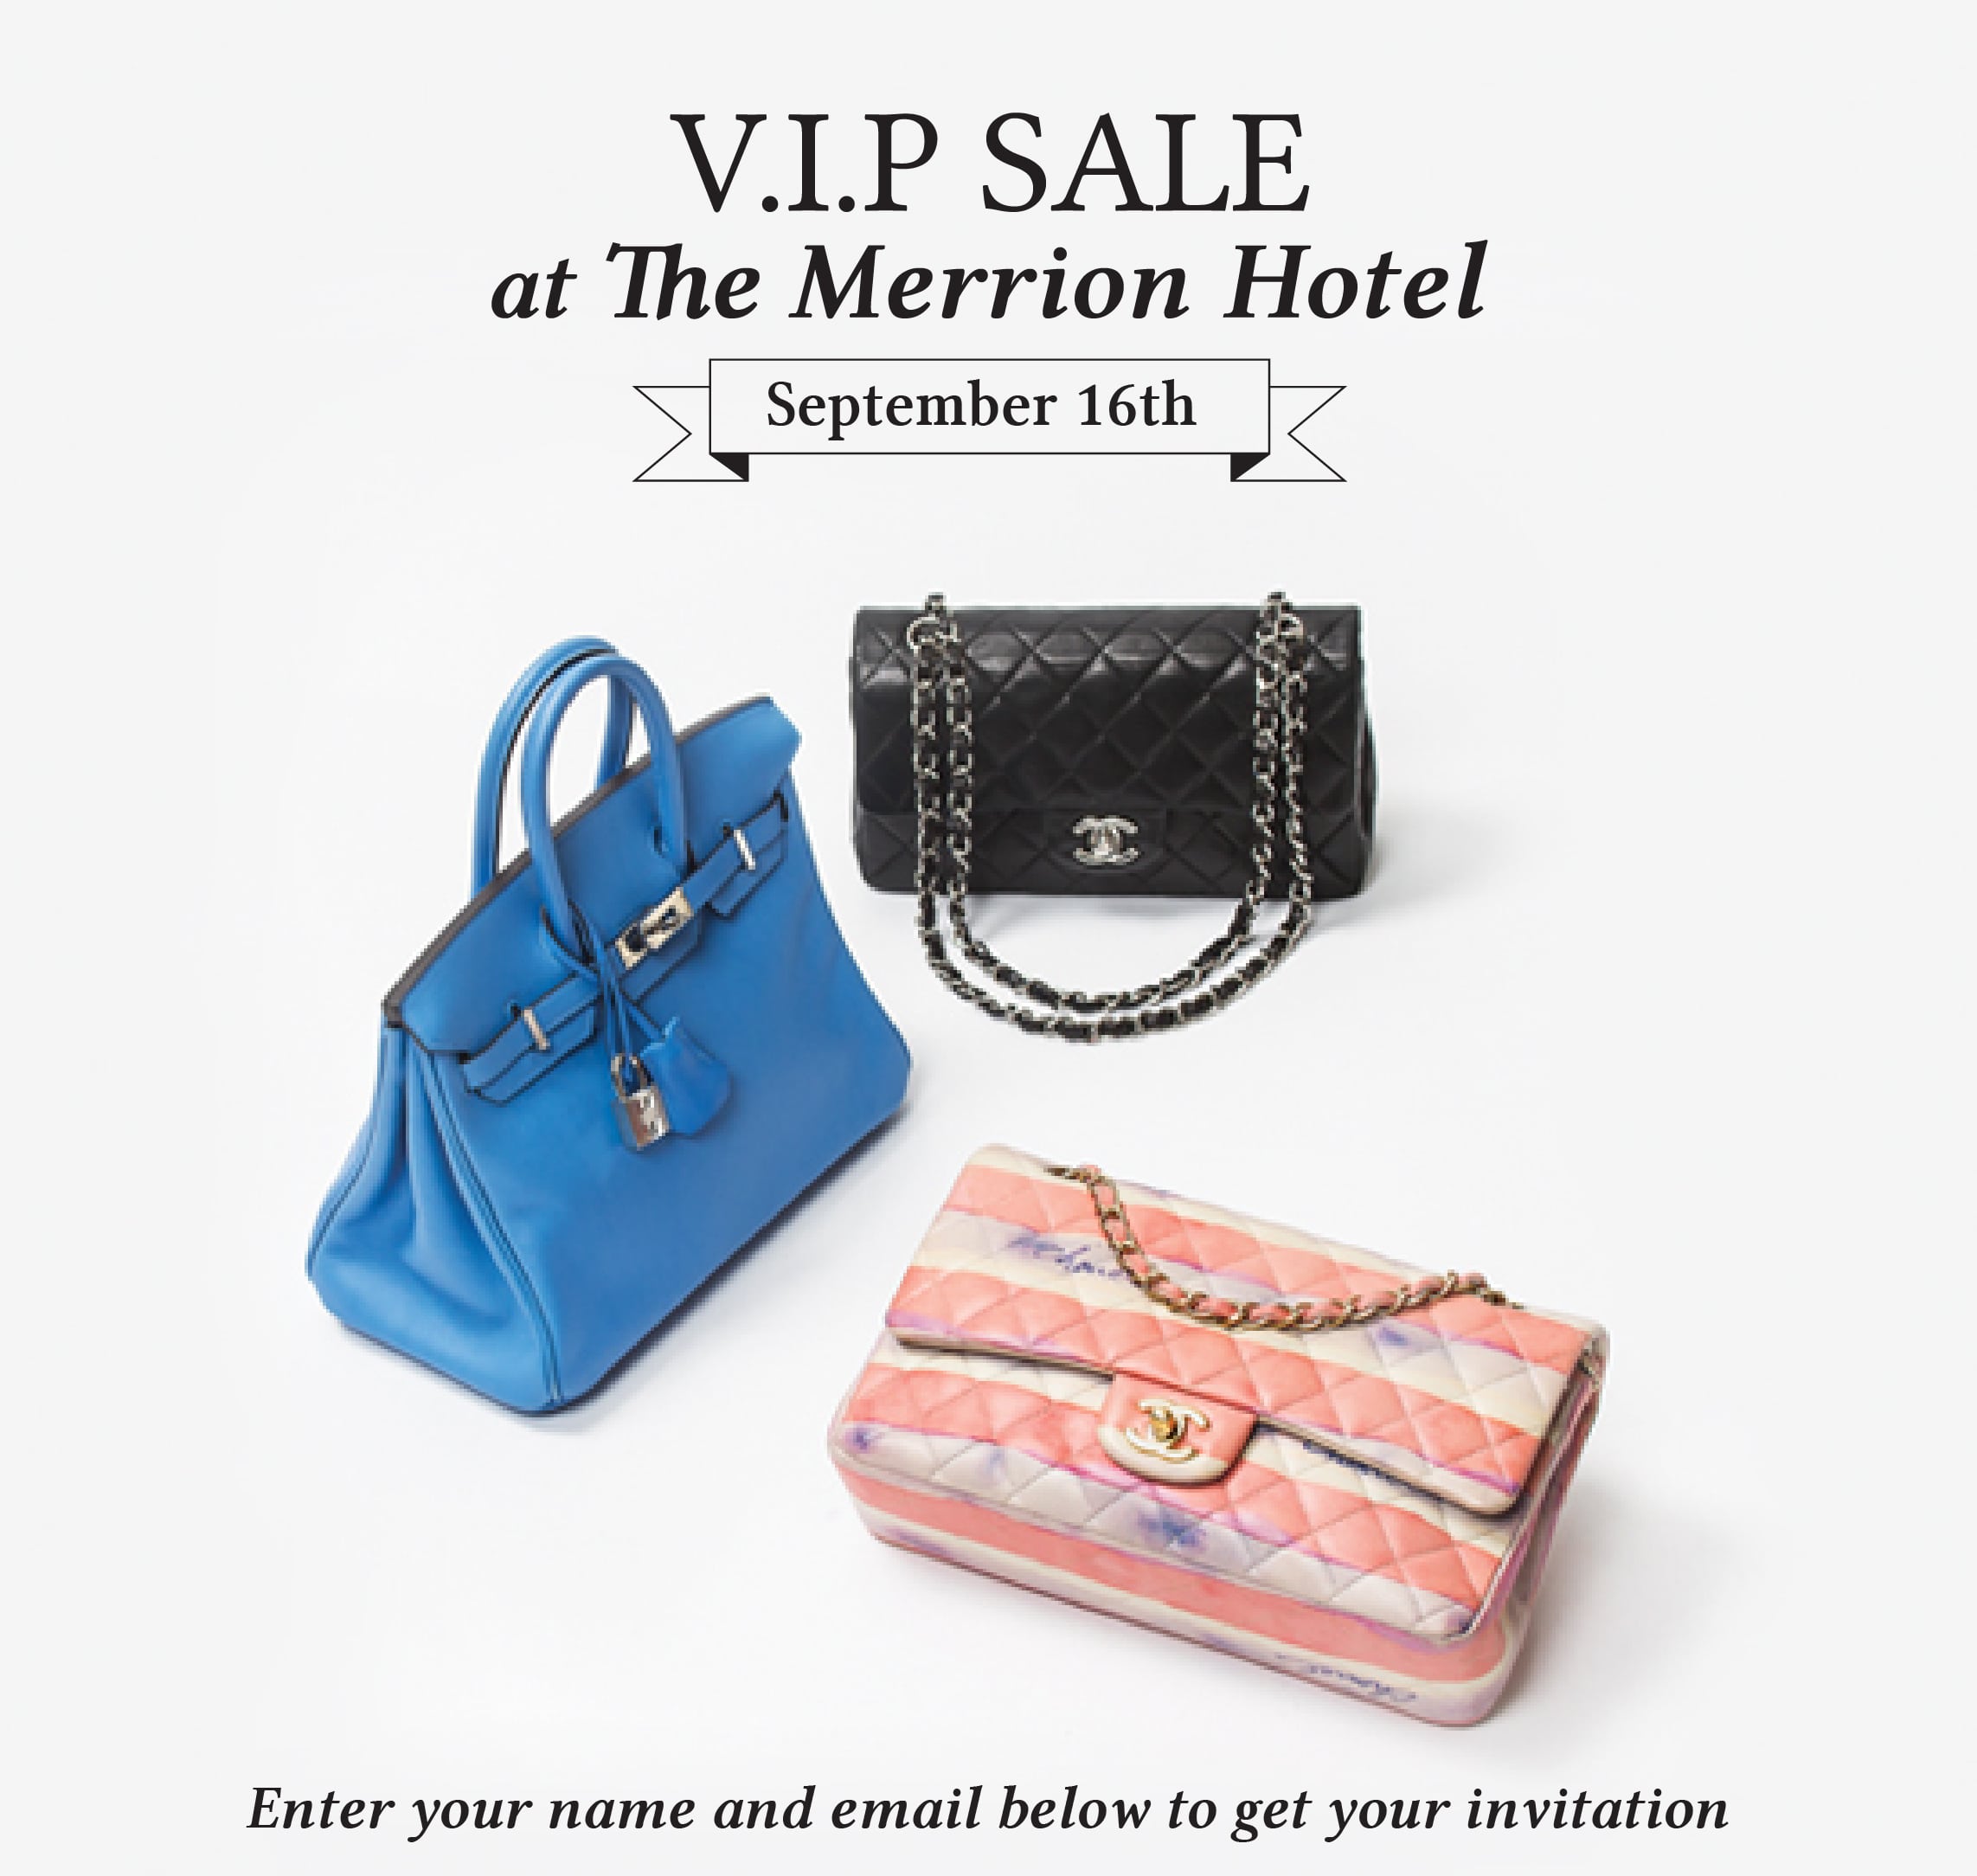 V.I.P SALE
at The Merrion Hotel
September 16th
Enter your name and email below to get your invitation